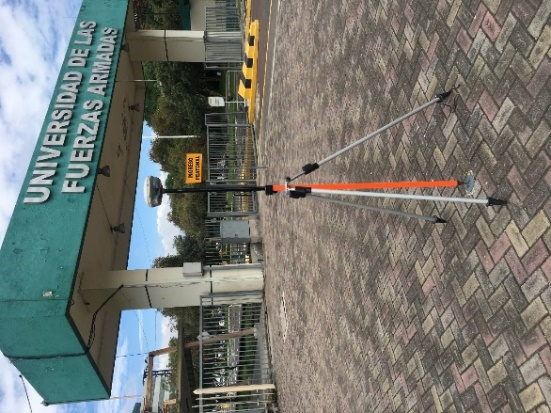 UNIVERSIDAD DE LAS
FUERZAS ARMADAS
INGRESO
PEATONAL